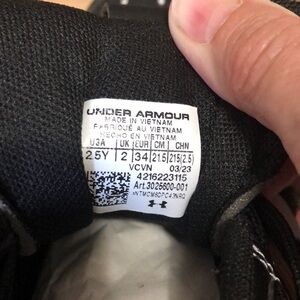 UNDER ARMOUR
MADE IN VIETNAM
FABRIQUÉ AU VIETNAM
HECHO EN VIETNAM
USA UK EUR CM CHN
2.5Y 2 34 21.5 215(2.5)
VCVN 03/23
4216223115
Art.3025600-001